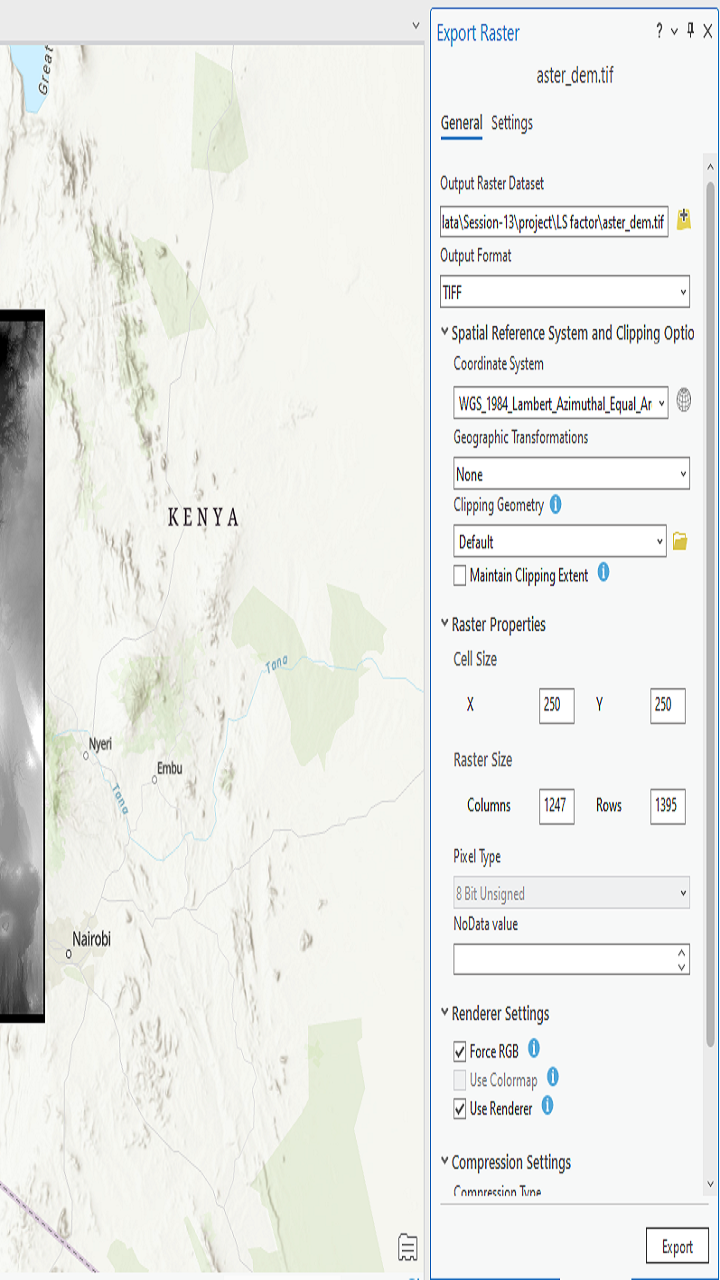 Great
KENYA
Tana
Nyeri
Embu
Tana
Nairobi
Export Raster
?
aster_dem.tif
General Settings
Output Raster Dataset
lata\Session-13\project\LS factor\aster_dem.tif
Output Format
TIFF
Spatial Reference System and Clipping Optio
Coordinate System
WGS_1984_Lambert_Azimuthal_Equal_Ar
Geographic Transformations
None
Clipping Geometry
Default
Maintain Clipping Extent
Raster Properties
Cell Size
X 250 Y 250
Raster Size
Columns 1247 Rows 1395
Pixel Type
8 Bit Unsigned
NoData value
Renderer Settings
Force RGB
Use Colormap
Use Renderer
Compression Settings
Compression Type
Export